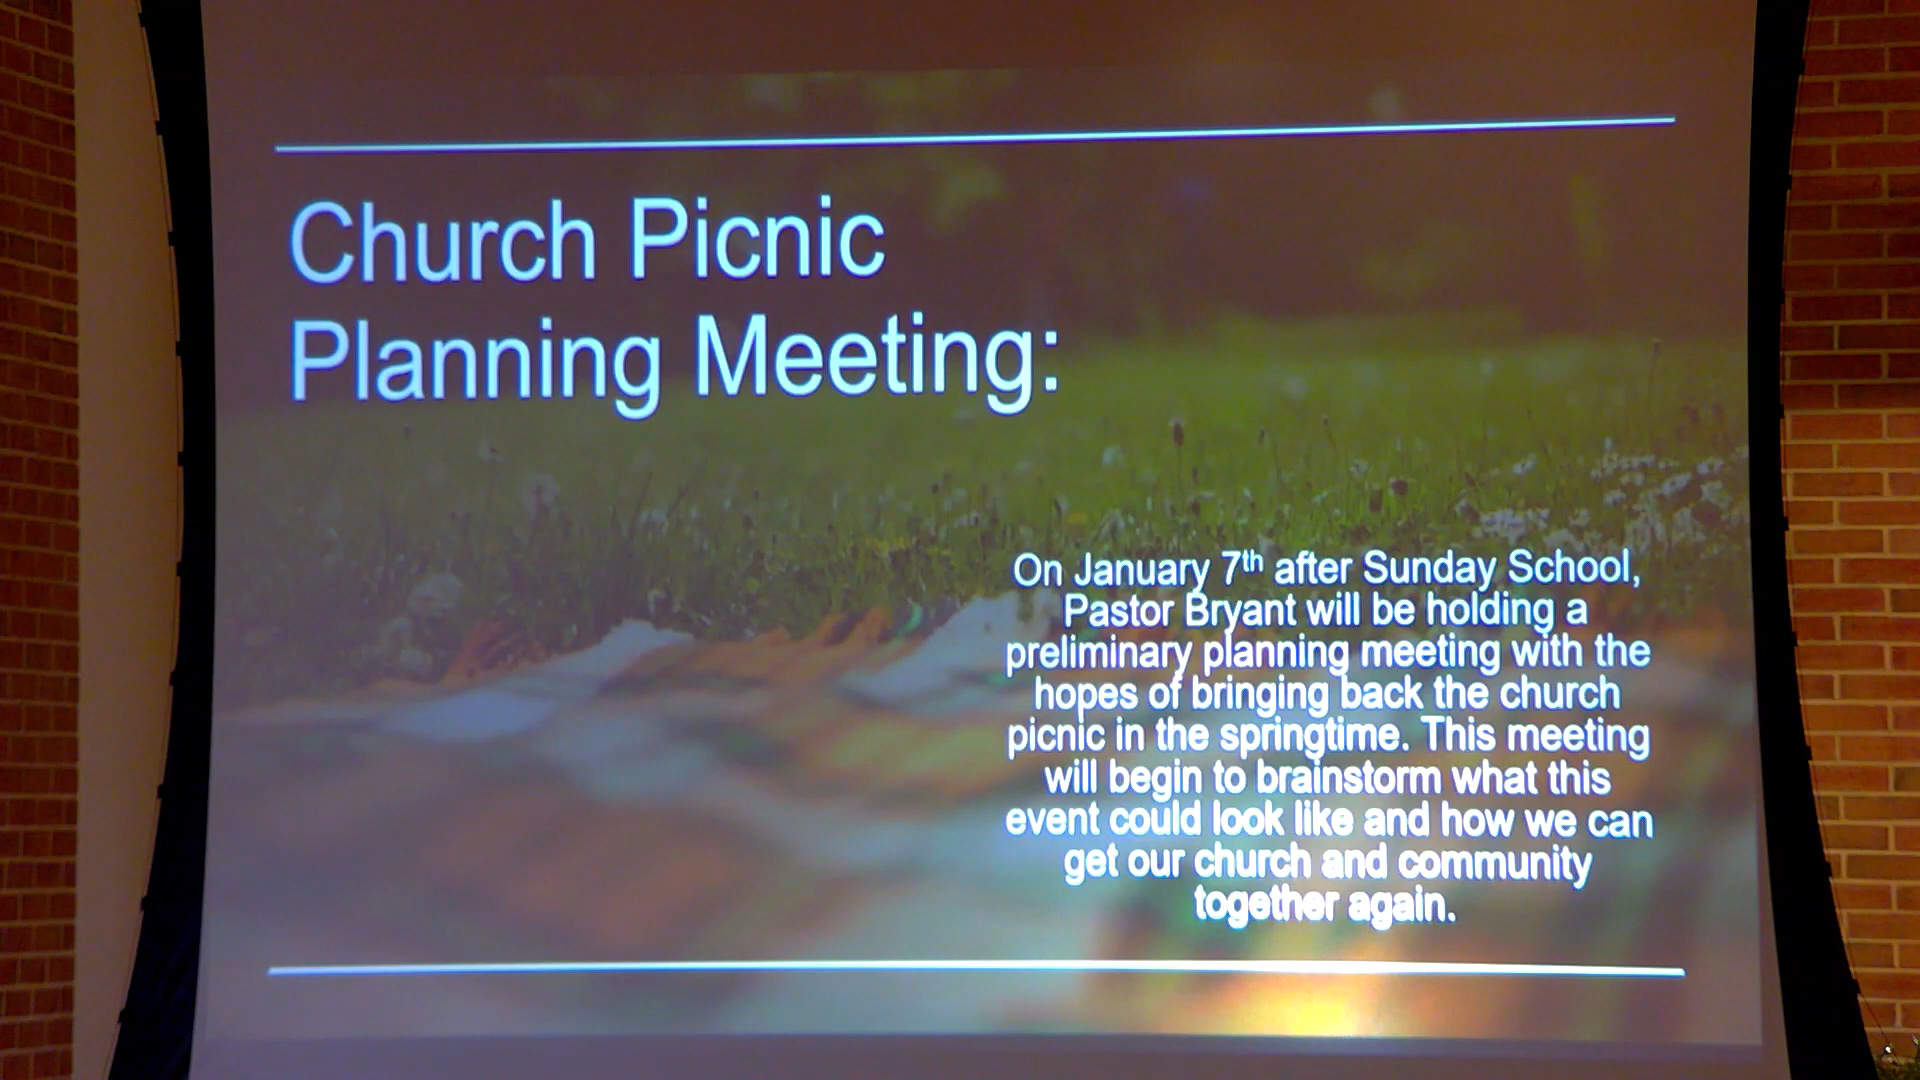 Church Picnic
Planning Meeting:
On January 7th after Sunday School,
Pastor Bryant will be holding a
preliminary planning meeting with the
hopes of bringing back the church
picnic in the springtime. This meeting
will begin to brainstorm what this
event could look like and how we can
get our church and community
together again.